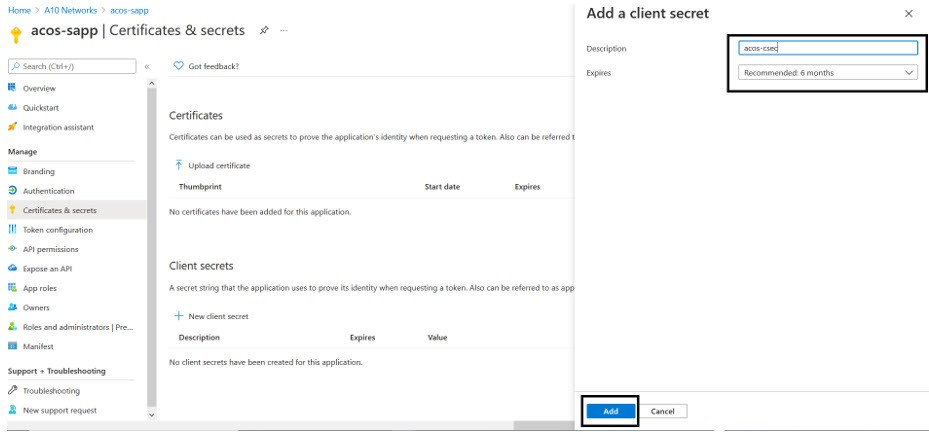 Home > A10 Networks > acos-sapp
acos-sapp | Certificates & secrets
Search (Ctrl+/)
Overview
Quickstart
Integration assistant
Manage
Branding
Authentication
Certificates & secrets
Token configuration
API permissions
Expose an API
App roles
Owners
Roles and administrators | Pre...
Manifest
Support + Troubleshooting
Troubleshooting
New support request
Got feedback?
Certificates
Certificates can be used as secrets to prove the application's identity when requesting a token. Also can be referred t
Upload certificate
Thumbprint Start date Expires
No certificates have been added for this application.
Client secrets
A secret string that the application uses to prove its identity when requesting a token. Also can be referred to as app
New client secret
Description Expires Value
No client secrets have been created for this application.
Add a client secret
Description acos-csec
Expires Recommended: 6 months
Add Cancel